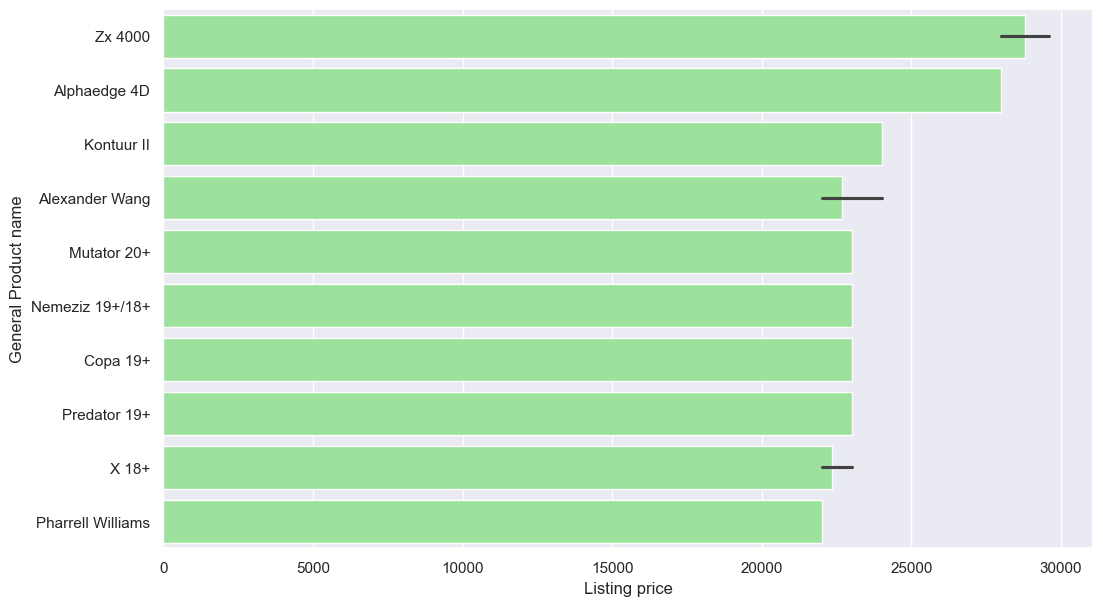 Zx 4000
Alphaedge 4D
Kontuur II
Alexander Wang
Mutator 20+
Nemeziz 19+/18+
Copa 19+
Predator 19+
X 18+
Pharrell Williams
General Product name
0 5000 10000 15000 20000 25000 30000
Listing price